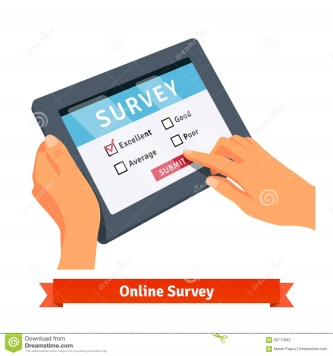 SURVEY
Excellent
Good
Average
Poor
SUBMIT
Online Survey
Download from
Dreamstime.com